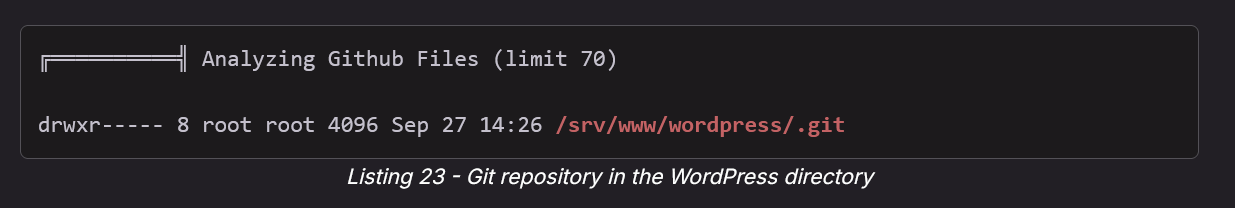 ╔══════════╣ Analyzing Github Files (limit 70)
drwxr----- 8 root root 4096 Sep 27 14:26 /srv/www/wordpress/.git
Listing 23 - Git repository in the WordPress directory